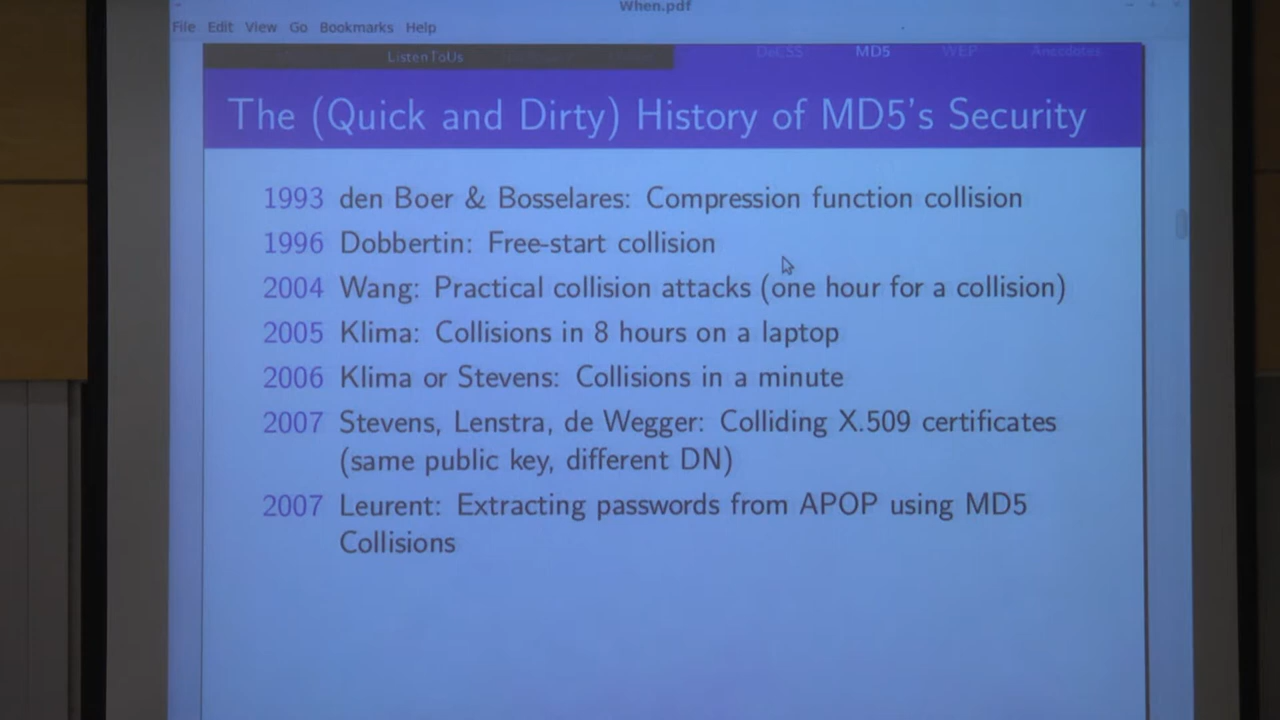 When.pdf
File Edit View Go Bookmarks Help
ListenToUs DeCSS MD5 WEP Anecdotes
The (Quick and Dirty) History of MD5's Security
1993 den Boer & Bosselares: Compression function collision
1996 Dobbertin: Free-start collision
2004 Wang: Practical collision attacks (one hour for a collision)
2005 Klima: Collisions in 8 hours on a laptop
2006 Klima or Stevens: Collisions in a minute
2007 Stevens, Lenstra, de Wegger: Colliding X.509 certificates
(same public key, different DN)
2007 Leurent: Extracting passwords from APOP using MD5
Collisions